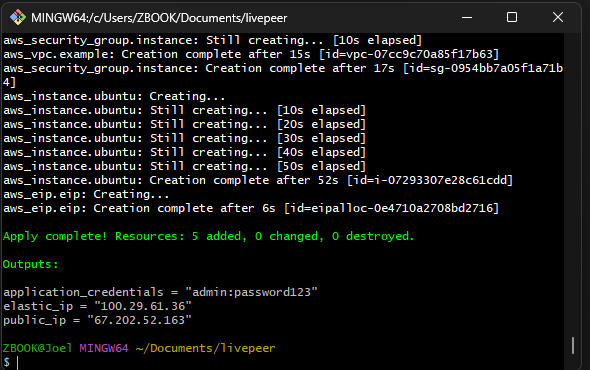 MINGW64:/c/Users/ZBOOK/Documents/livepeer
aws_security_group.instance: Still creating... [10s elapsed]
aws_vpc.example: Creation complete after 15s [id=vpc-07cc9c70a85f17b63]
aws_security_group.instance: Creation complete after 17s [id=sg-0954bb7a05f1a71b
4]
aws_instance.ubuntu: Creating...
aws_instance.ubuntu: Still creating... [10s elapsed]
aws_instance.ubuntu: Still creating... [20s elapsed]
aws_instance.ubuntu: Still creating... [30s elapsed]
aws_instance.ubuntu: Still creating... [40s elapsed]
aws_instance.ubuntu: Still creating... [50s elapsed]
aws_instance.ubuntu: Creation complete after 52s [id=i-07293307e28c61cdd]
aws_eip.eip: Creating...
aws_eip.eip: Creation complete after 6s [id=eipalloc-0e4710a2708bd2716]
Apply complete! Resources: 5 added, 0 changed, 0 destroyed.
Outputs:
application_credentials = "admin:password123"
elastic_ip = "100.29.61.36"
public_ip = "67.202.52.163"
ZBOOK@Joel MINGW64 ~/Documents/livepeer
$